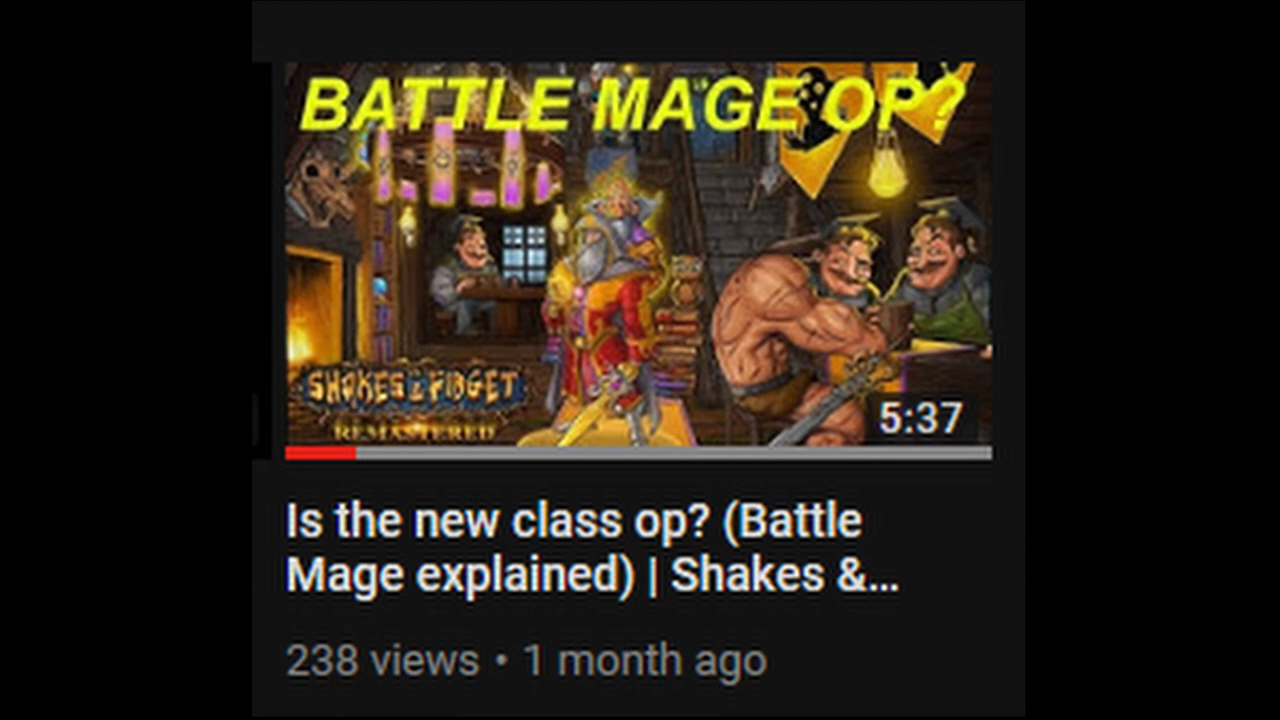 BATTLE MAGE OP?
SHAKES & FIDGET
REMASTERED
5:37
Is the new class op? (Battle
Mage explained) | Shakes &...
238 views • 1 month ago